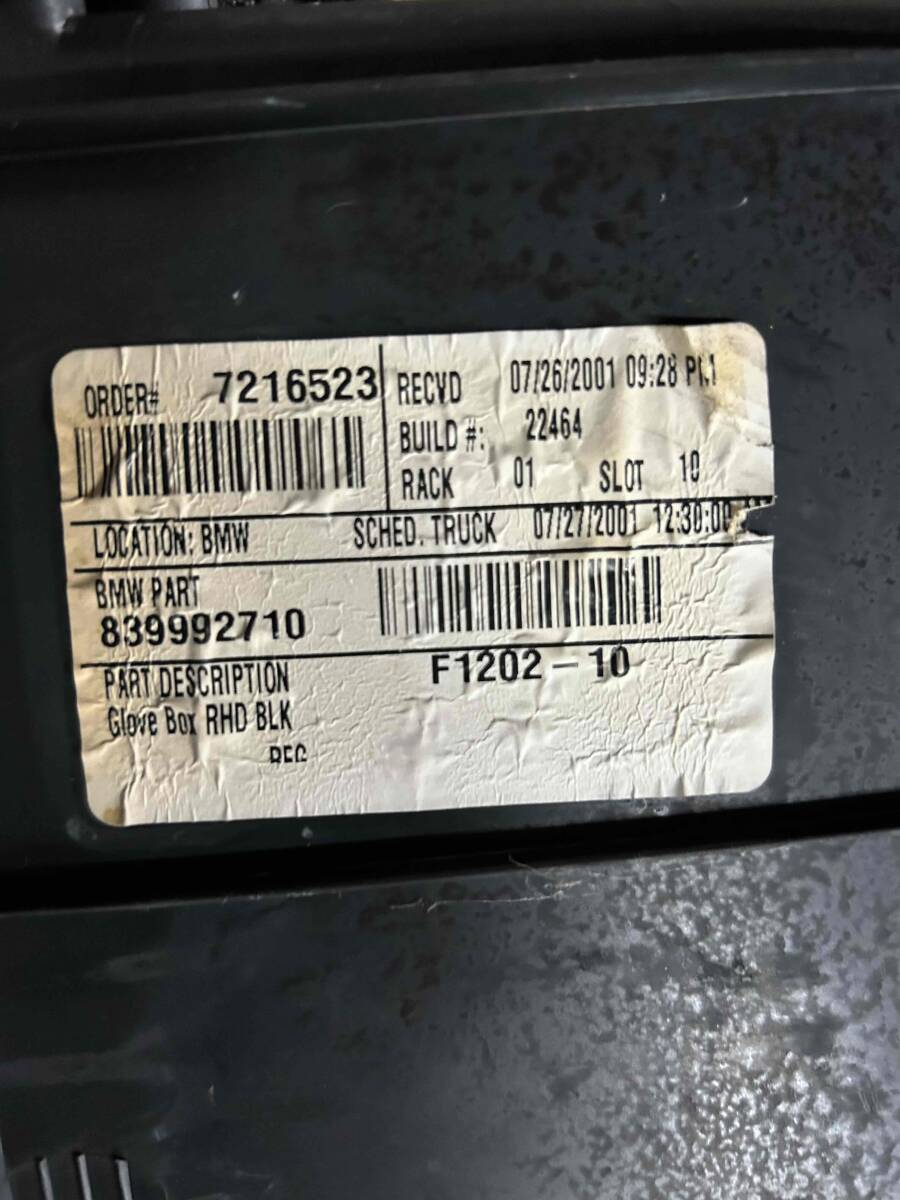 ORDER# 7216523
RECVD 07/26/2001 09:28 PM
BUILD #: 22464
RACK 01 SLOT 10
LOCATION: BMW SCHED. TRUCK 07/27/2001 12:30:00
BMW PART
839992710
F1202-10
PART DESCRIPTION
Glove Box RHD BLK